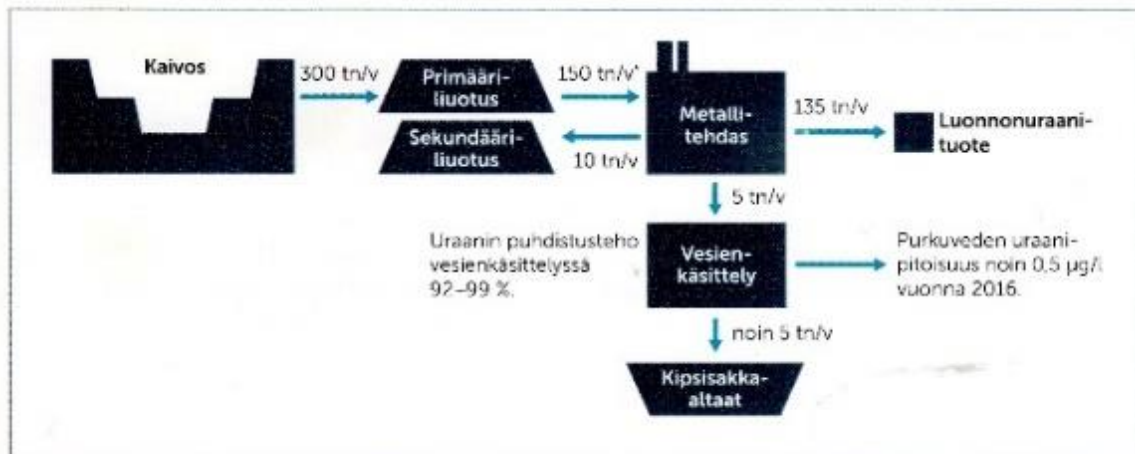 Kaivos
300 tn/v
Primääri-
liuotus
150 tn/v*
Metalli-
tehdas
135 tn/v
Luonnonuraani-
tuote
Sekundääri-
liuotus
10 tn/v
5 tn/v
Uraanin puhdistusteho
vesienkäsittelyssä
92–99 %.
Vesien-
käsittely
Purkuveden uraani-
pitoisuus noin 0,5 µg/l
vuonna 2016.
noin 5 tn/v
Kipsisakka-
altaat